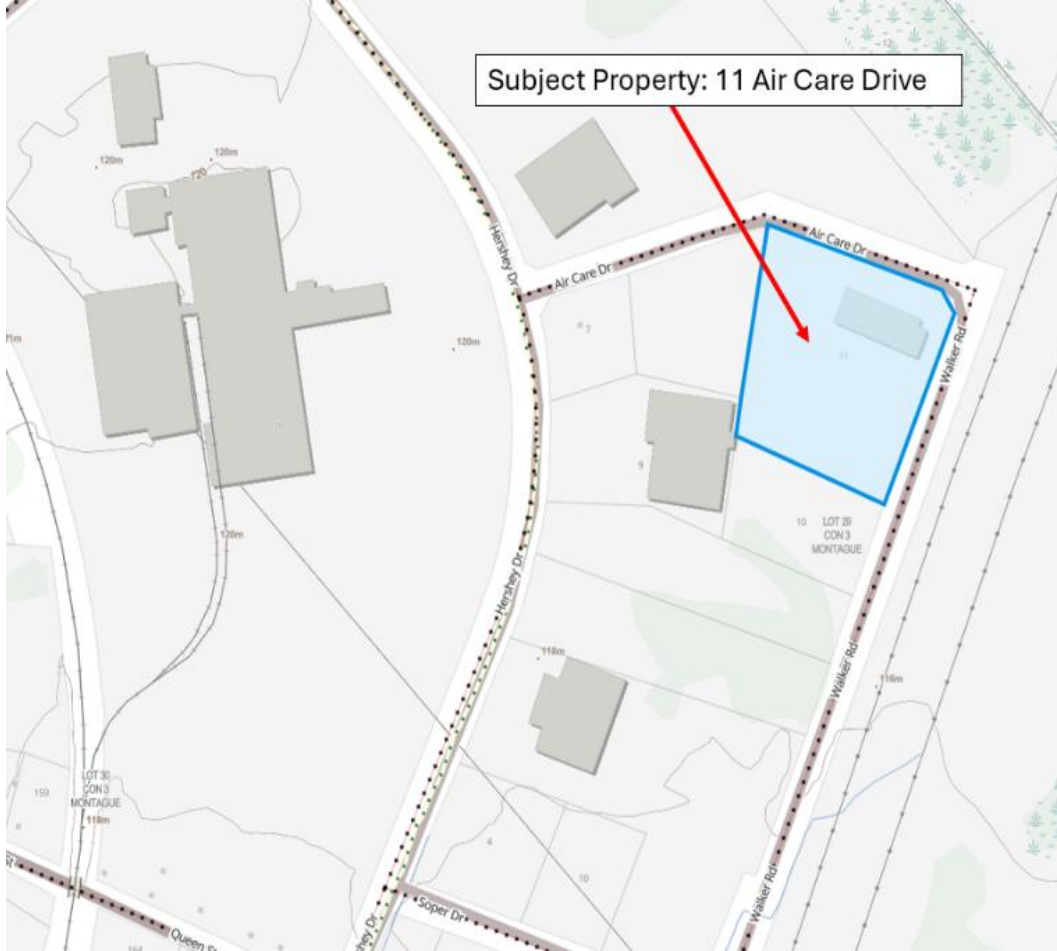 Subject Property: 11 Air Care Drive
12
120m
120m
120
Hershey Dr
Air Care Dr
Air Care Dr
7
120m
11
Walker Rd
9
10
LOT 29
CON 3
MONTAGUE
120m
Hershey Dr
118m
Walker Rd
116m
LOT 30
CON 3
MONTAGUE
159
118m
4
10
Soper Dr
Walker Rd
Queen St